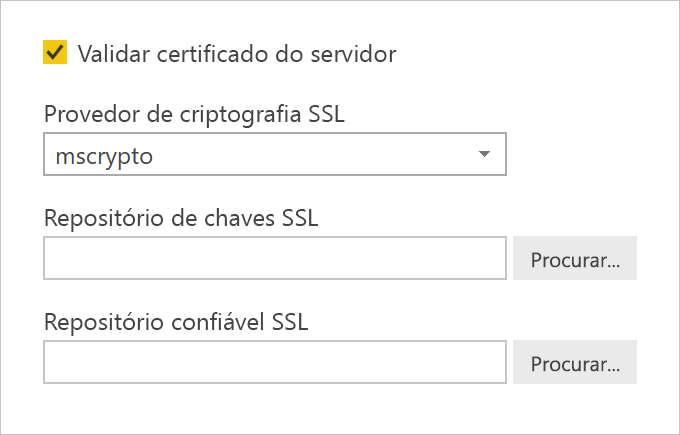 Validar certificado do servidor
Provedor de criptografia SSL
mscrypto
Repositório de chaves SSL
Procurar...
Repositório confiável SSL
Procurar...